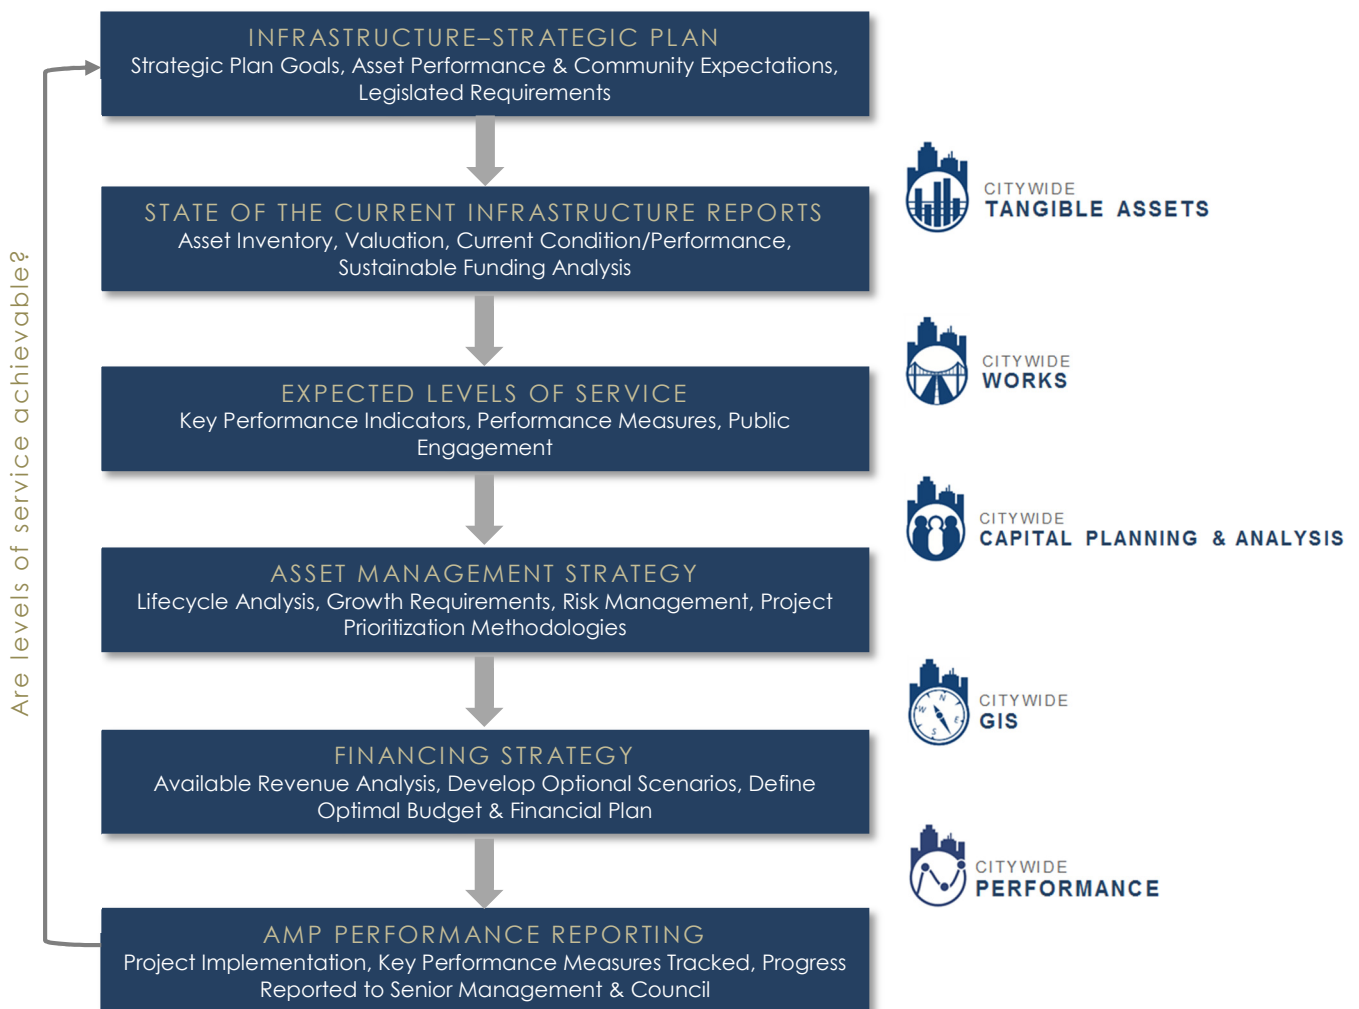 INFRASTRUCTURE–STRATEGIC PLAN
Strategic Plan Goals, Asset Performance & Community Expectations,
Legislated Requirements
STATE OF THE CURRENT INFRASTRUCTURE REPORTS
Asset Inventory, Valuation, Current Condition/Performance,
Sustainable Funding Analysis
EXPECTED LEVELS OF SERVICE
Key Performance Indicators, Performance Measures, Public
Engagement
ASSET MANAGEMENT STRATEGY
Lifecycle Analysis, Growth Requirements, Risk Management, Project
Prioritization Methodologies
FINANCING STRATEGY
Available Revenue Analysis, Develop Optional Scenarios, Define
Optimal Budget & Financial Plan
AMP PERFORMANCE REPORTING
Project Implementation, Key Performance Measures Tracked, Progress
Reported to Senior Management & Council
Are levels of service achievable?
CITYWIDE
TANGIBLE ASSETS
CITYWIDE
WORKS
CITYWIDE
CAPITAL PLANNING & ANALYSIS
N
W
E
S
CITYWIDE
GIS
CITYWIDE
PERFORMANCE